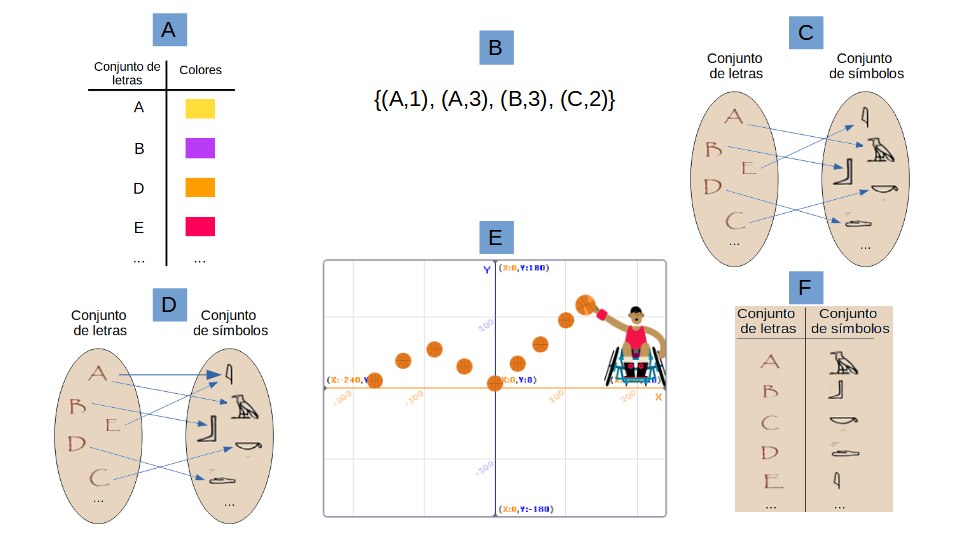 A
Conjunto de
letras
Colores
A
B
D
E
... ...
B
{(A,1), (A,3), (B,3), (C,2)}
C
Conjunto
de letras
Conjunto
de símbolos
A
B
E
D
C
...
...
D
Conjunto
de letras
Conjunto
de símbolos
A
B
E
D
C
...
...
E
Y
(X:0,Y:180)
100
(X:-240,Y:
(X:0,Y:0)
-200
-100
100
200
X
-100
(X:0,Y:-180)
F
Conjunto
de letras
Conjunto
de símbolos
A
B
C
D
E
... ...